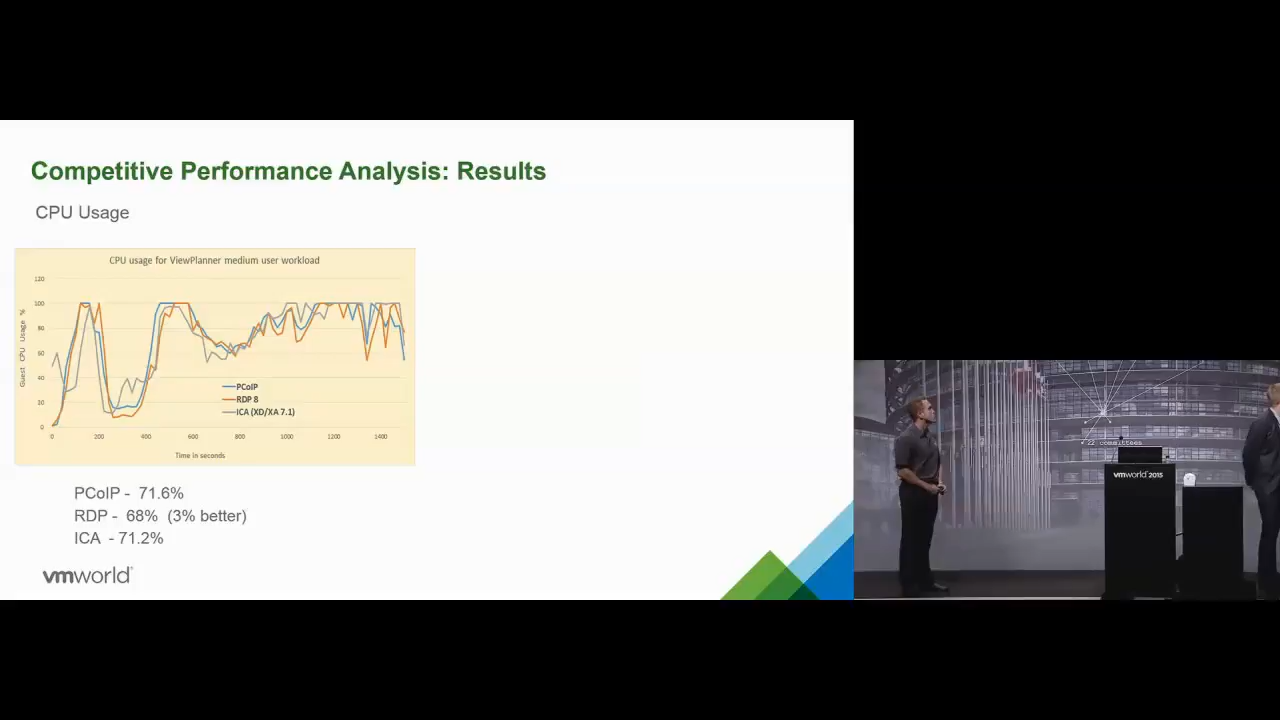 Competitive Performance Analysis: Results
CPU Usage
CPU usage for ViewPlanner medium user workload
Guest CPU Usage %
120
100
80
60
40
20
0
PCoIP
RDP 8
ICA (XD/XA 7.1)
0 200 400 600 800 1000 1200 1400
Time in seconds
PCoIP - 71.6%
RDP - 68% (3% better)
ICA - 71.2%
vmworld®
22 committees
vmworld 2015